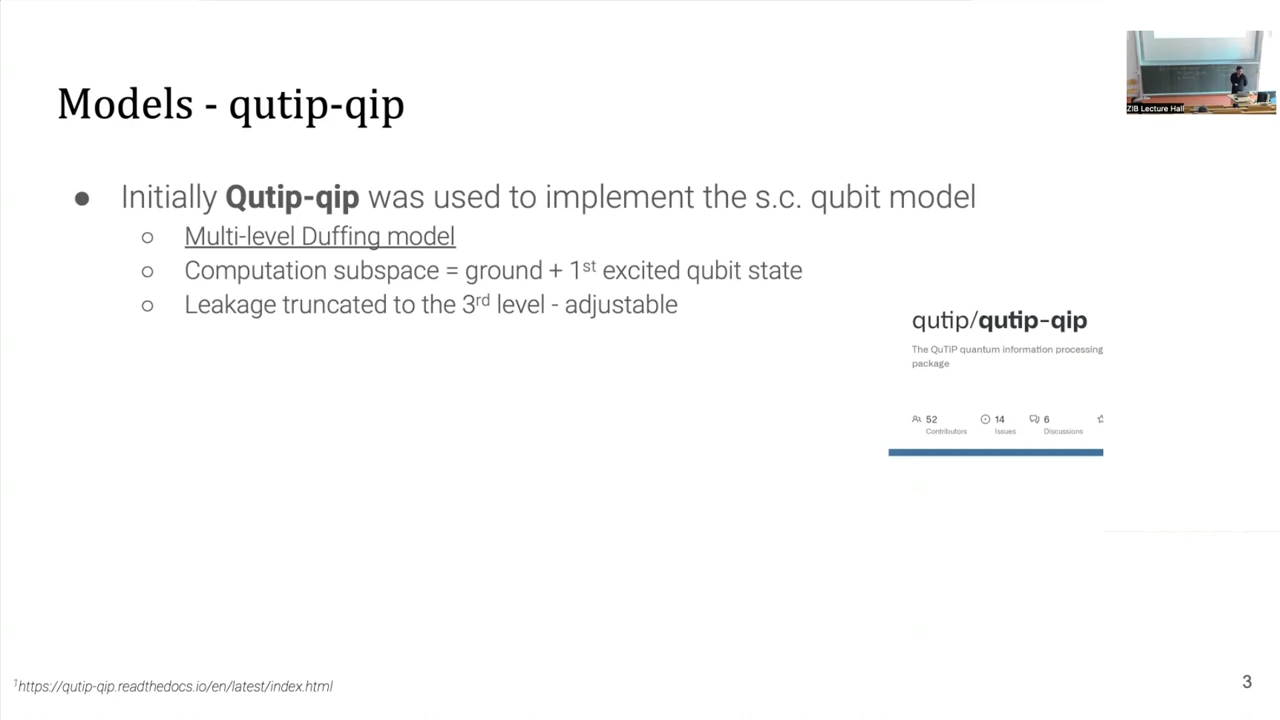 ZIB Lecture Hall
Models - qutip-qip
● Initially Qutip-qip was used to implement the s.c. qubit model
○ Multi-level Duffing model
○ Computation subspace = ground + 1st excited qubit state
○ Leakage truncated to the 3rd level - adjustable
qutip/qutip-qip
The QuTiP quantum information processing
package
52
Contributors
14
Issues
6
Discussions
1https://qutip-qip.readthedocs.io/en/latest/index.html
3